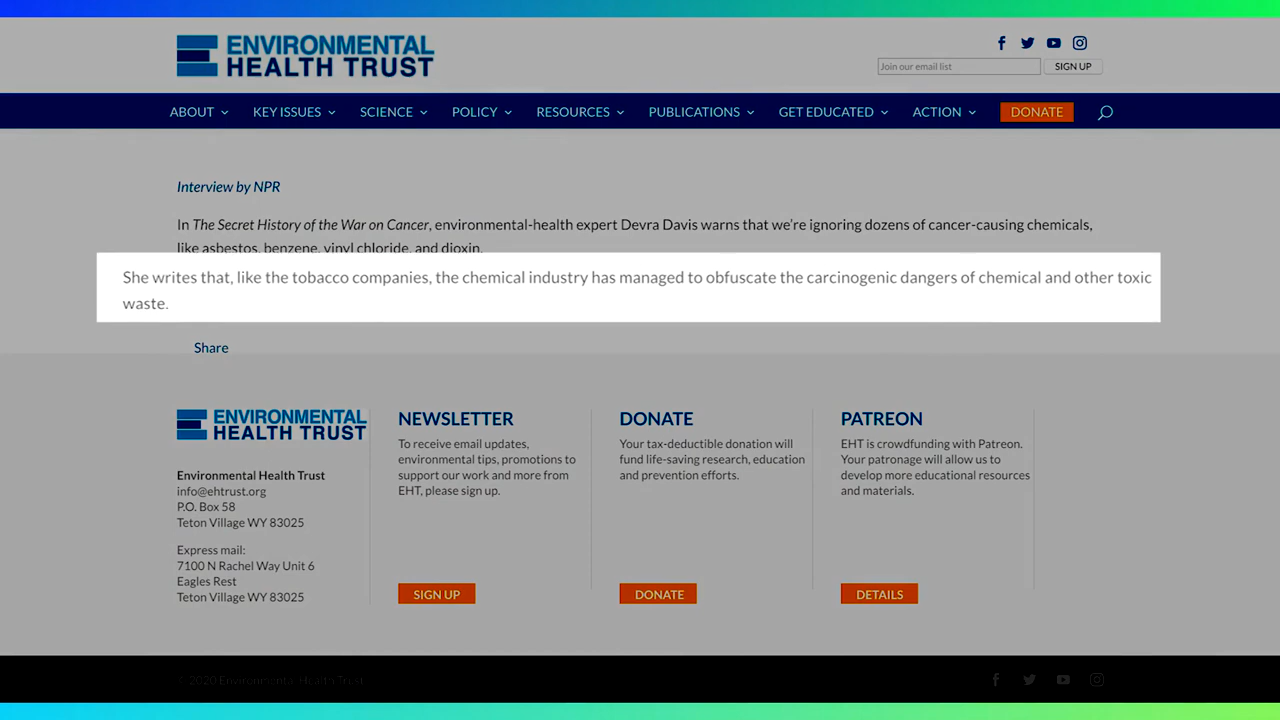 ENVIRONMENTAL
HEALTH TRUST
Join our email list
SIGN UP
ABOUT KEY ISSUES SCIENCE POLICY RESOURCES PUBLICATIONS GET EDUCATED ACTION DONATE
Interview by NPR
In The Secret History of the War on Cancer, environmental-health expert Devra Davis warns that we’re ignoring dozens of cancer-causing chemicals,
like asbestos, benzene, vinyl chloride, and dioxin.
She writes that, like the tobacco companies, the chemical industry has managed to obfuscate the carcinogenic dangers of chemical and other toxic
waste.
Share
ENVIRONMENTAL
HEALTH TRUST
Environmental Health Trust
info@ehtrust.org
P.O. Box 58
Teton Village WY 83025
Express mail:
7100 N Rachel Way Unit 6
Eagles Rest
Teton Village WY 83025
NEWSLETTER
To receive email updates,
environmental tips, promotions to
support our work and more from
EHT, please sign up.
SIGN UP
DONATE
Your tax-deductible donation will
fund life-saving research, education
and prevention efforts.
DONATE
PATREON
EHT is crowdfunding with Patreon.
Your patronage will allow us to
develop more educational resources
and materials.
DETAILS
© 2020 Environmental Health Trust